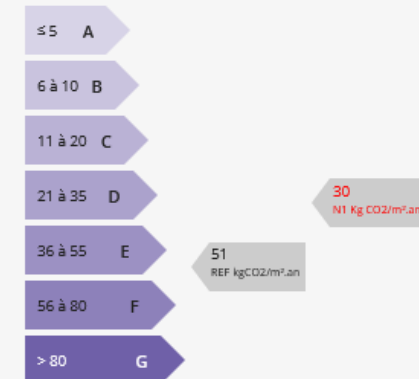 ≤ 5 A
6 à 10 B
11 à 20 C
21 à 35 D
30
N1 Kg CO2/m².an
36 à 55 E
51
REF kgCO2/m².an
56 à 80 F
> 80 G